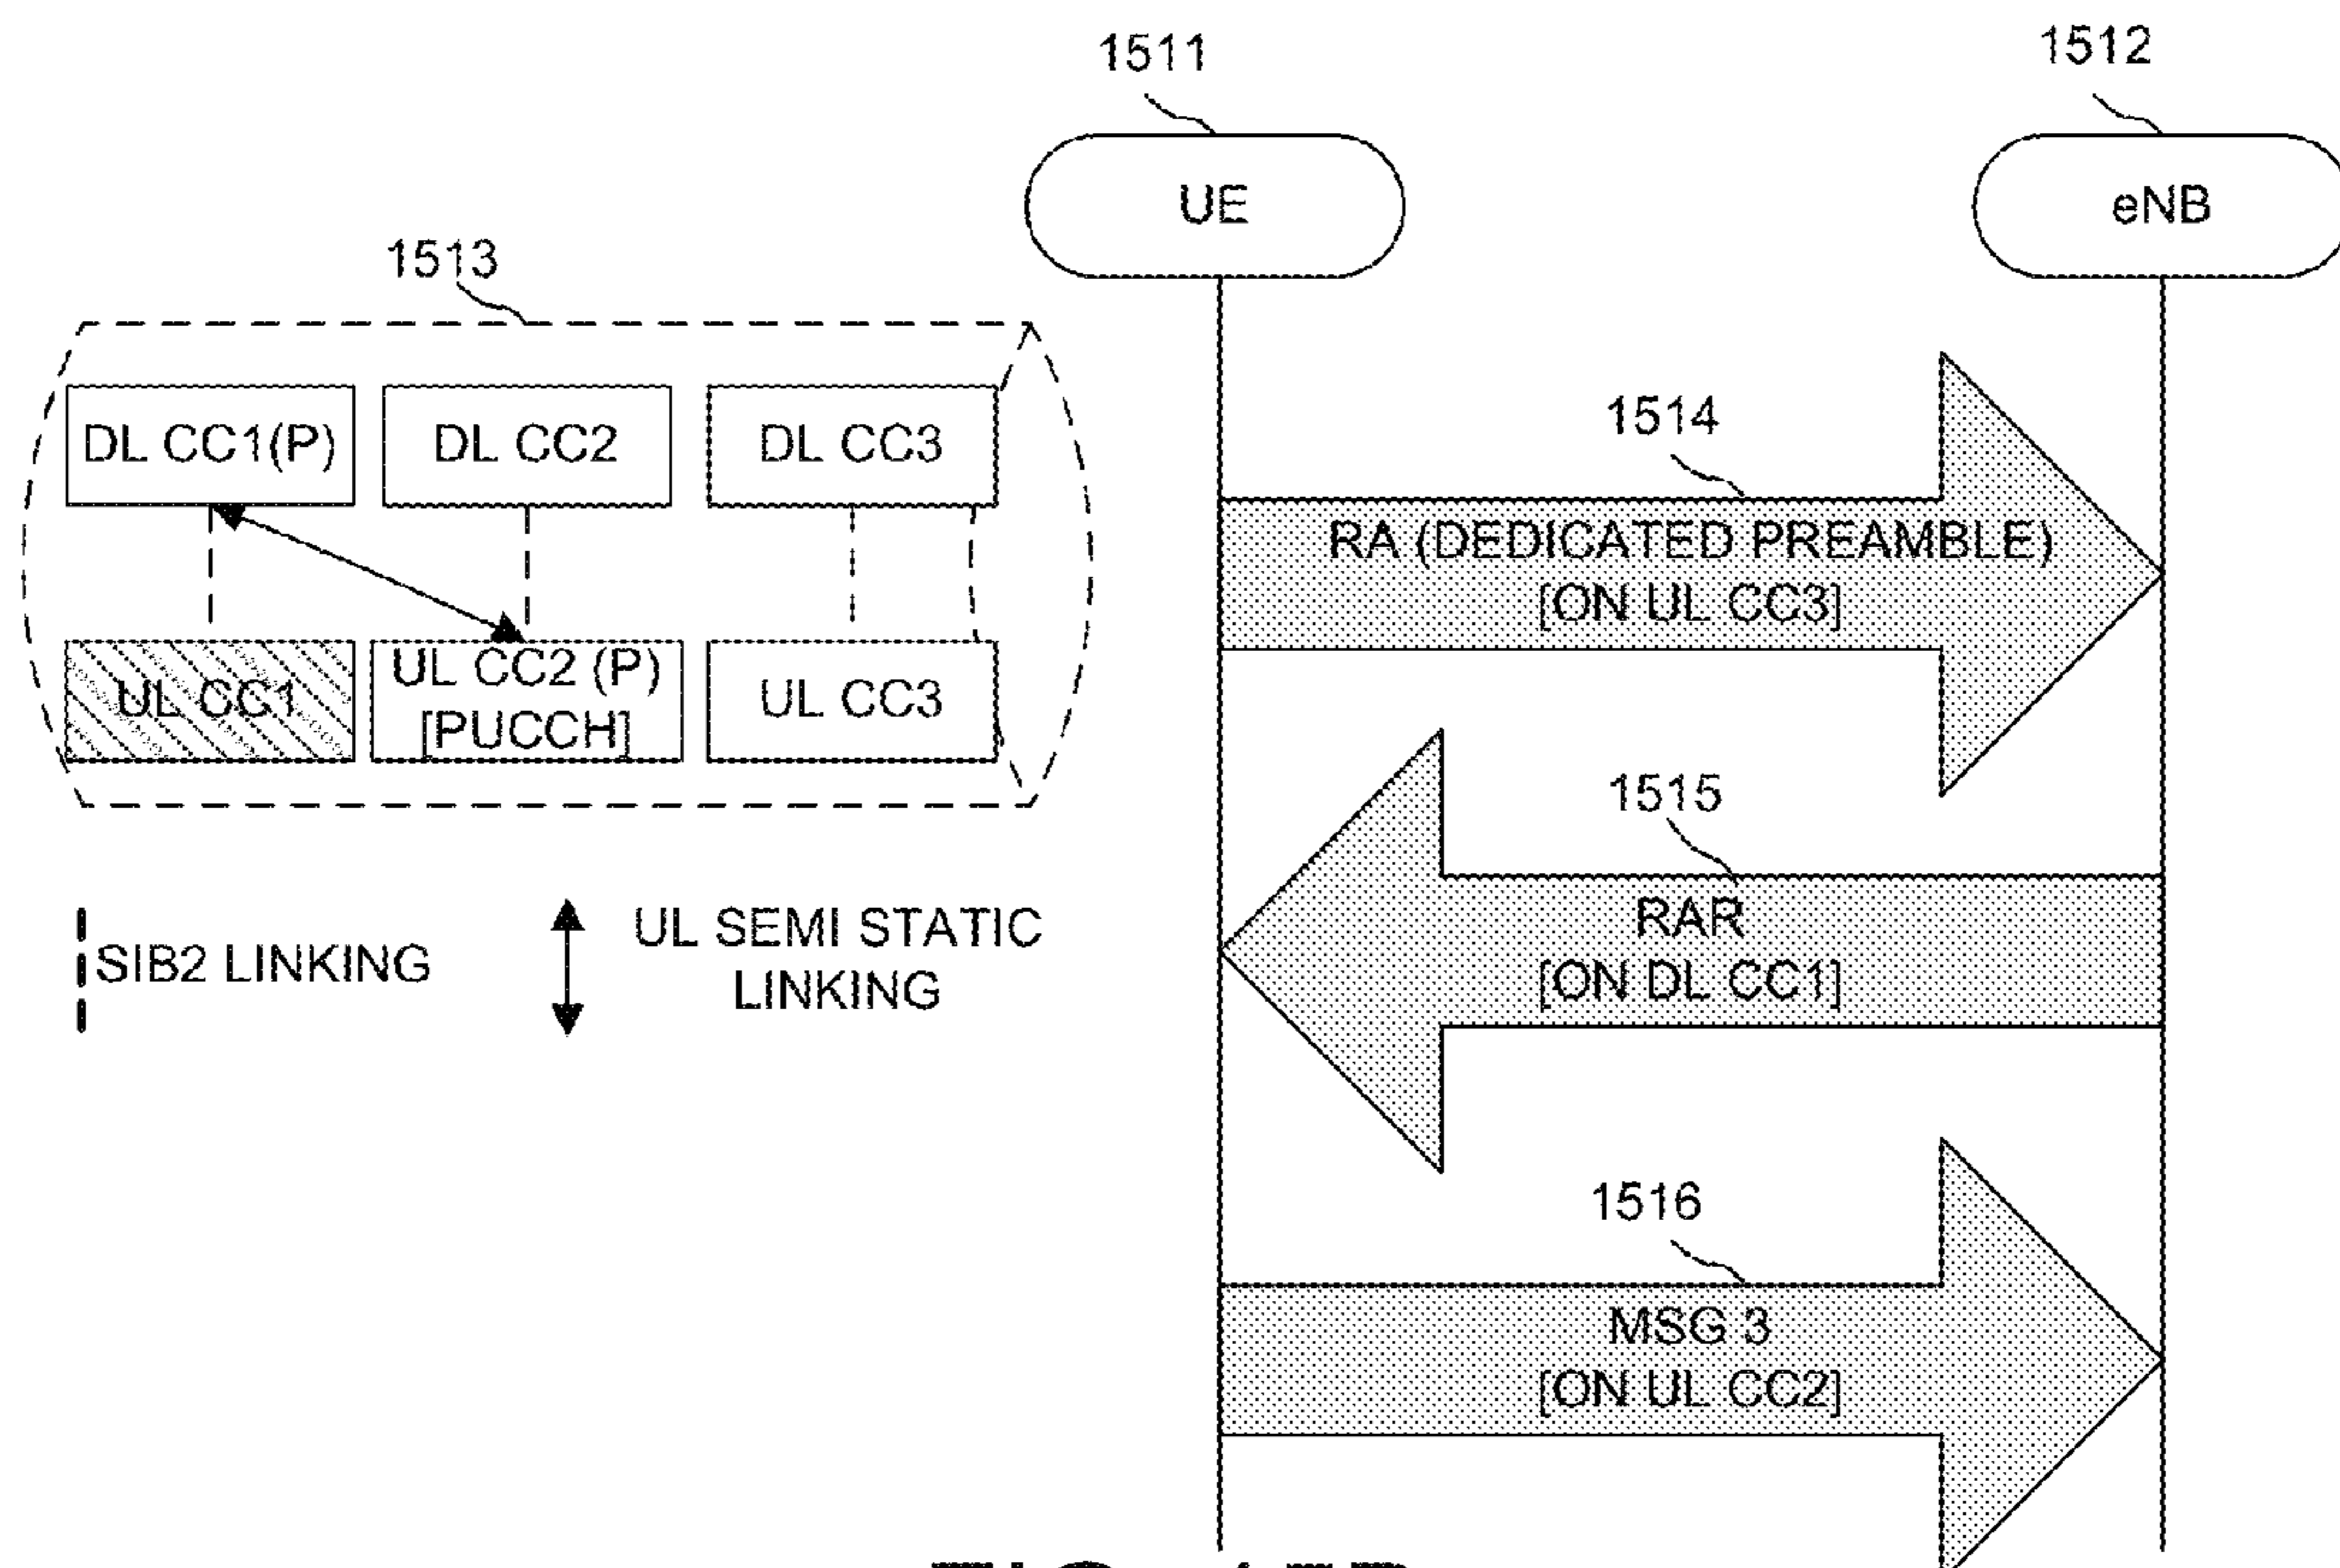 1511
1512
UE
eNB
1513
DL CC1(P)
DL CC2
DL CC3
UL CC1
UL CC2 (P)
[PUCCH]
UL CC3
SIB2 LINKING
UL SEMI STATIC
LINKING
1514
RA (DEDICATED PREAMBLE)
[ON UL CC3]
1515
RAR
[ON DL CC1]
1516
MSG 3
[ON UL CC2]